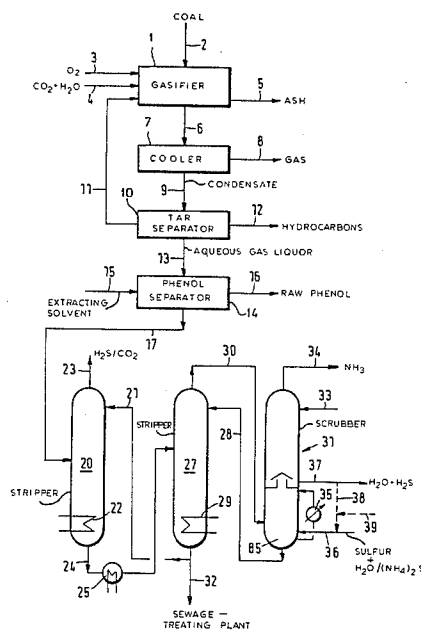 COAL
1
2
3
O2
CO2+H2O
4
GASIFIER
5
ASH
6
7
COOLER
8
GAS
9
CONDENSATE
10
11
TAR SEPARATOR
12
HYDROCARBONS
AQUEOUS GAS LIQUOR
13
15
EXTRACTING SOLVENT
PHENOL SEPARATOR
16
RAW PHENOL
14
17
H2S/CO2
23
21
20
STRIPPER
22
24
M
25
30
STRIPPER
27
28
29
32
SEWAGE —
TREATING PLANT
34
NH3
33
SCRUBBER
31
37
H2O+H2S
38
35
39
36
85
SULFUR
+
H2O/(NH4)2S